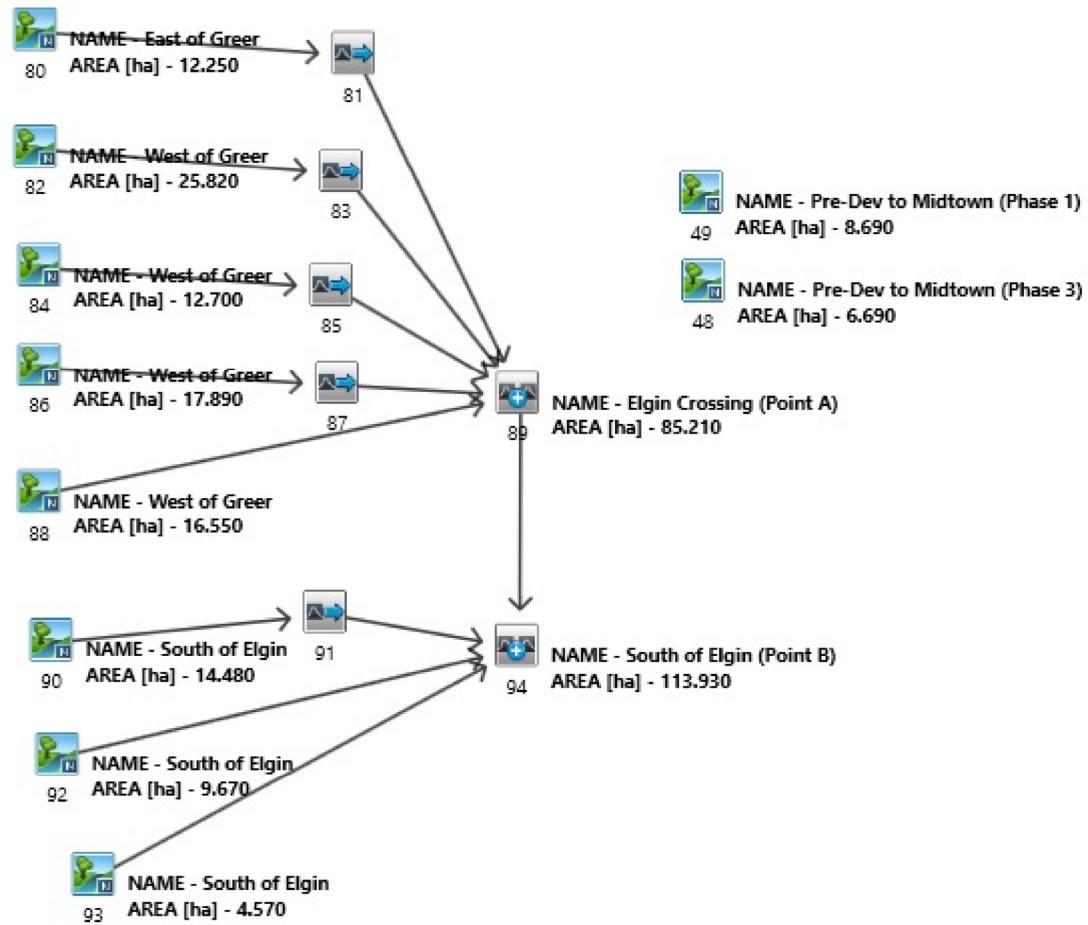 NAME - East of Greer
AREA [ha] - 12.250
80
81
NAME - West of Greer
AREA [ha] - 25.820
82
83
NAME - Pre-Dev to Midtown (Phase 1)
AREA [ha] - 8.690
49
NAME - West of Greer
AREA [ha] - 12.700
84
85
NAME - Pre-Dev to Midtown (Phase 3)
AREA [ha] - 6.690
48
NAME - West of Greer
AREA [ha] - 17.890
86
87
NAME - Elgin Crossing (Point A)
AREA [ha] - 85.210
89
NAME - West of Greer
AREA [ha] - 16.550
88
NAME - South of Elgin
AREA [ha] - 14.480
90
91
NAME - South of Elgin (Point B)
AREA [ha] - 113.930
94
NAME - South of Elgin
AREA [ha] - 9.670
92
NAME - South of Elgin
AREA [ha] - 4.570
93
N
N
N
N
N
N
N
N
N
N